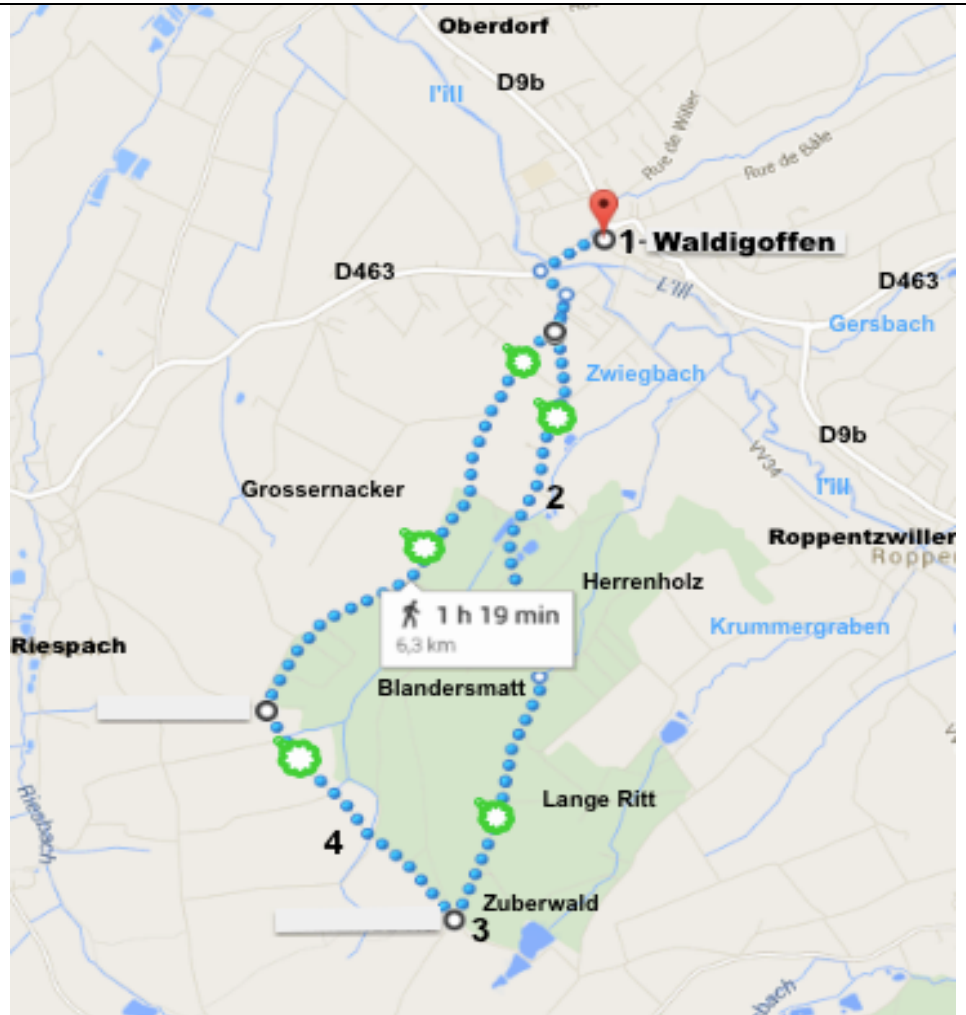 Oberdorf
D9b
l'ill
Rue de Willer
Rue de Bâle
1- Waldigoffen
D463
L'Ill
D463
Gersbach
Zwiegbach
D9b
VV34
Grossernacker
2
l'Ill
Roppentzwiller
Herrenholz
1 h 19 min
6,3 km
Krummergraben
Riespach
Blandersmatt
Riesbach
Lange Ritt
4
Zuberwald
3